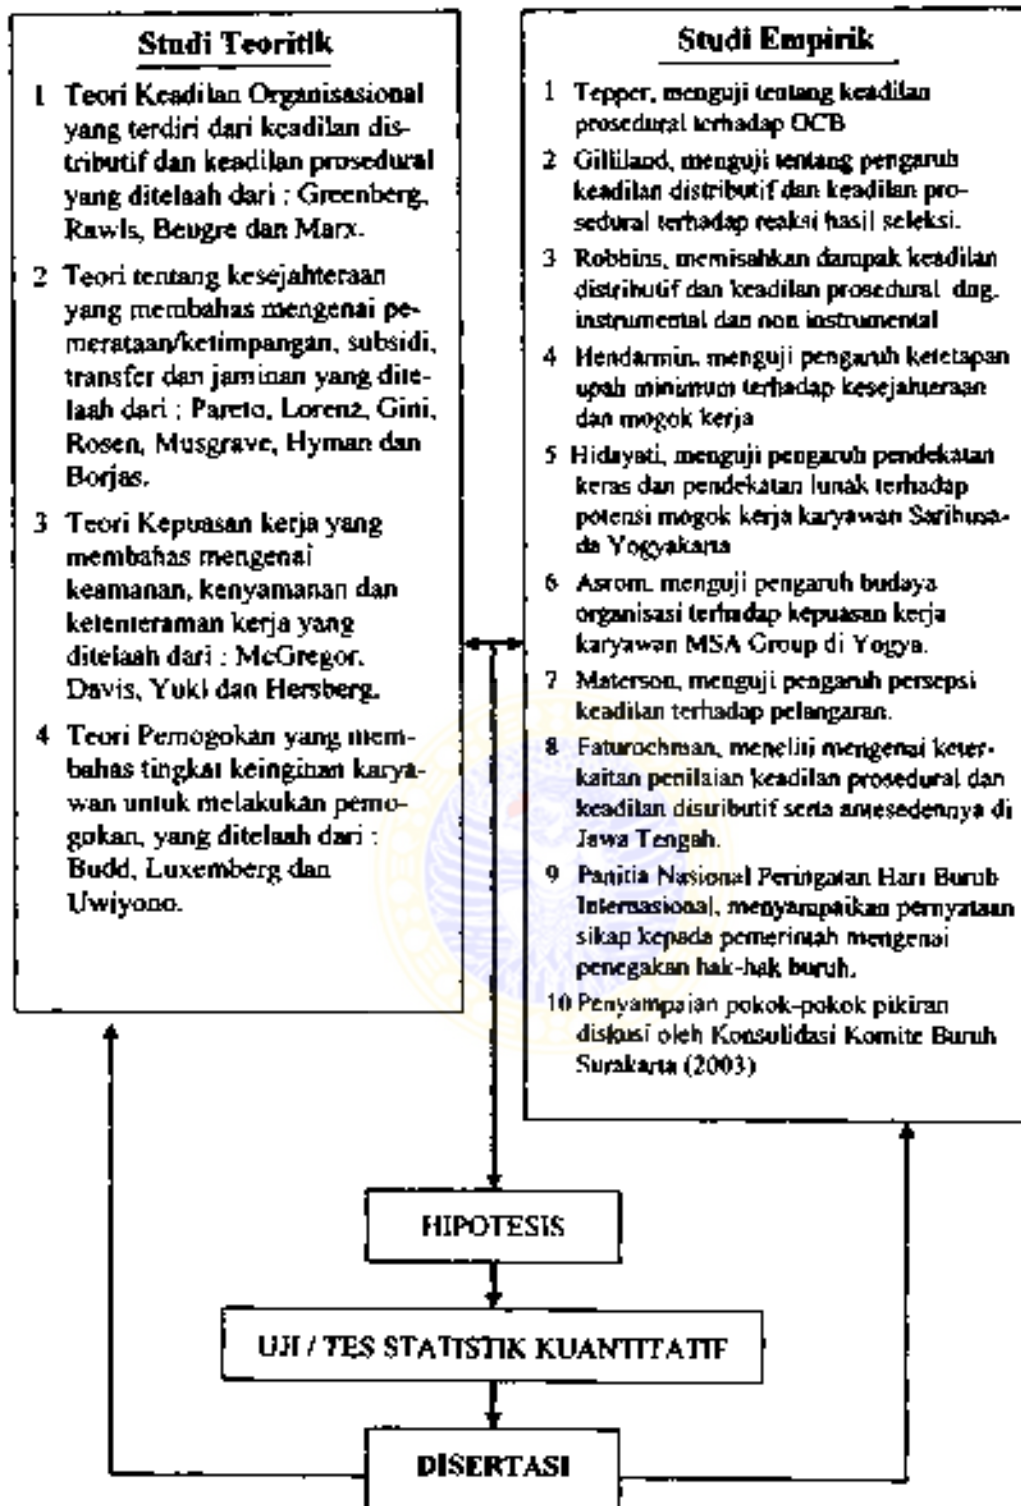 Studi Teoritik
1 Teori Keadilan Organisasional
yang terdiri dari keadilan dis-
tributif dan keadilan prosedural
yang ditelaah dari : Greenberg,
Rawls, Beugre dan Marx.
2 Teori tentang kesejahteraan
yang membahas mengenai pe-
merataan/ketimpangan, subsidi,
transfer dan jaminan yang dite-
laah dari : Pareto, Lorenz, Gini,
Rosen, Musgrave, Hyman dan
Borjas.
3 Teori Kepuasan kerja yang
membahas mengenai
keamanan, kenyamanan dan
ketenteraman kerja yang
ditelaah dari : McGregor,
Davis, Yukl dan Hersberg.
4 Teori Pemogokan yang mem-
bahas tingkat keinginan karya-
wan untuk melakukan pemo-
gokan, yang ditelaah dari :
Budd, Luxemberg dan
Uwiyono.
Studi Empirik
1 Tepper, menguji tentang keadilan
prosedural terhadap OCB
2 Gilliland, menguji tentang pengaruh
keadilan distributif dan keadilan pro-
sedural terhadap reaksi hasil seleksi.
3 Robbins, memisahkan dampak keadilan
distributif dan keadilan prosedural dng.
instrumental dan non instrumental
4 Hendarmin, menguji pengaruh ketetapan
upah minimum terhadap kesejahteraan
dan mogok kerja
5 Hidayati, menguji pengaruh pendekatan
keras dan pendekatan lunak terhadap
potensi mogok kerja karyawan Sarihusa-
da Yogyakarta
6 Asrom, menguji pengaruh budaya
organisasi terhadap kepuasan kerja
karyawan MSA Group di Yogya.
7 Materson, menguji pengaruh persepsi
keadilan terhadap pelangaran.
8 Faturochman, meneliti mengenai keter-
kaitan penilaian keadilan prosedural dan
keadilan distributif serta antesedennya di
Jawa Tengah.
9 Panitia Nasional Peringatan Hari Buruh
Internasional, menyampaikan pernyataan
sikap kepada pemerintah mengenai
penegakan hak-hak buruh.
10 Penyampaian pokok-pokok pikiran
diskusi oleh Konsulidasi Komite Buruh
Surakarta (2003)
HIPOTESIS
UJI / TES STATISTIK KUANTITATIF
DISERTASI